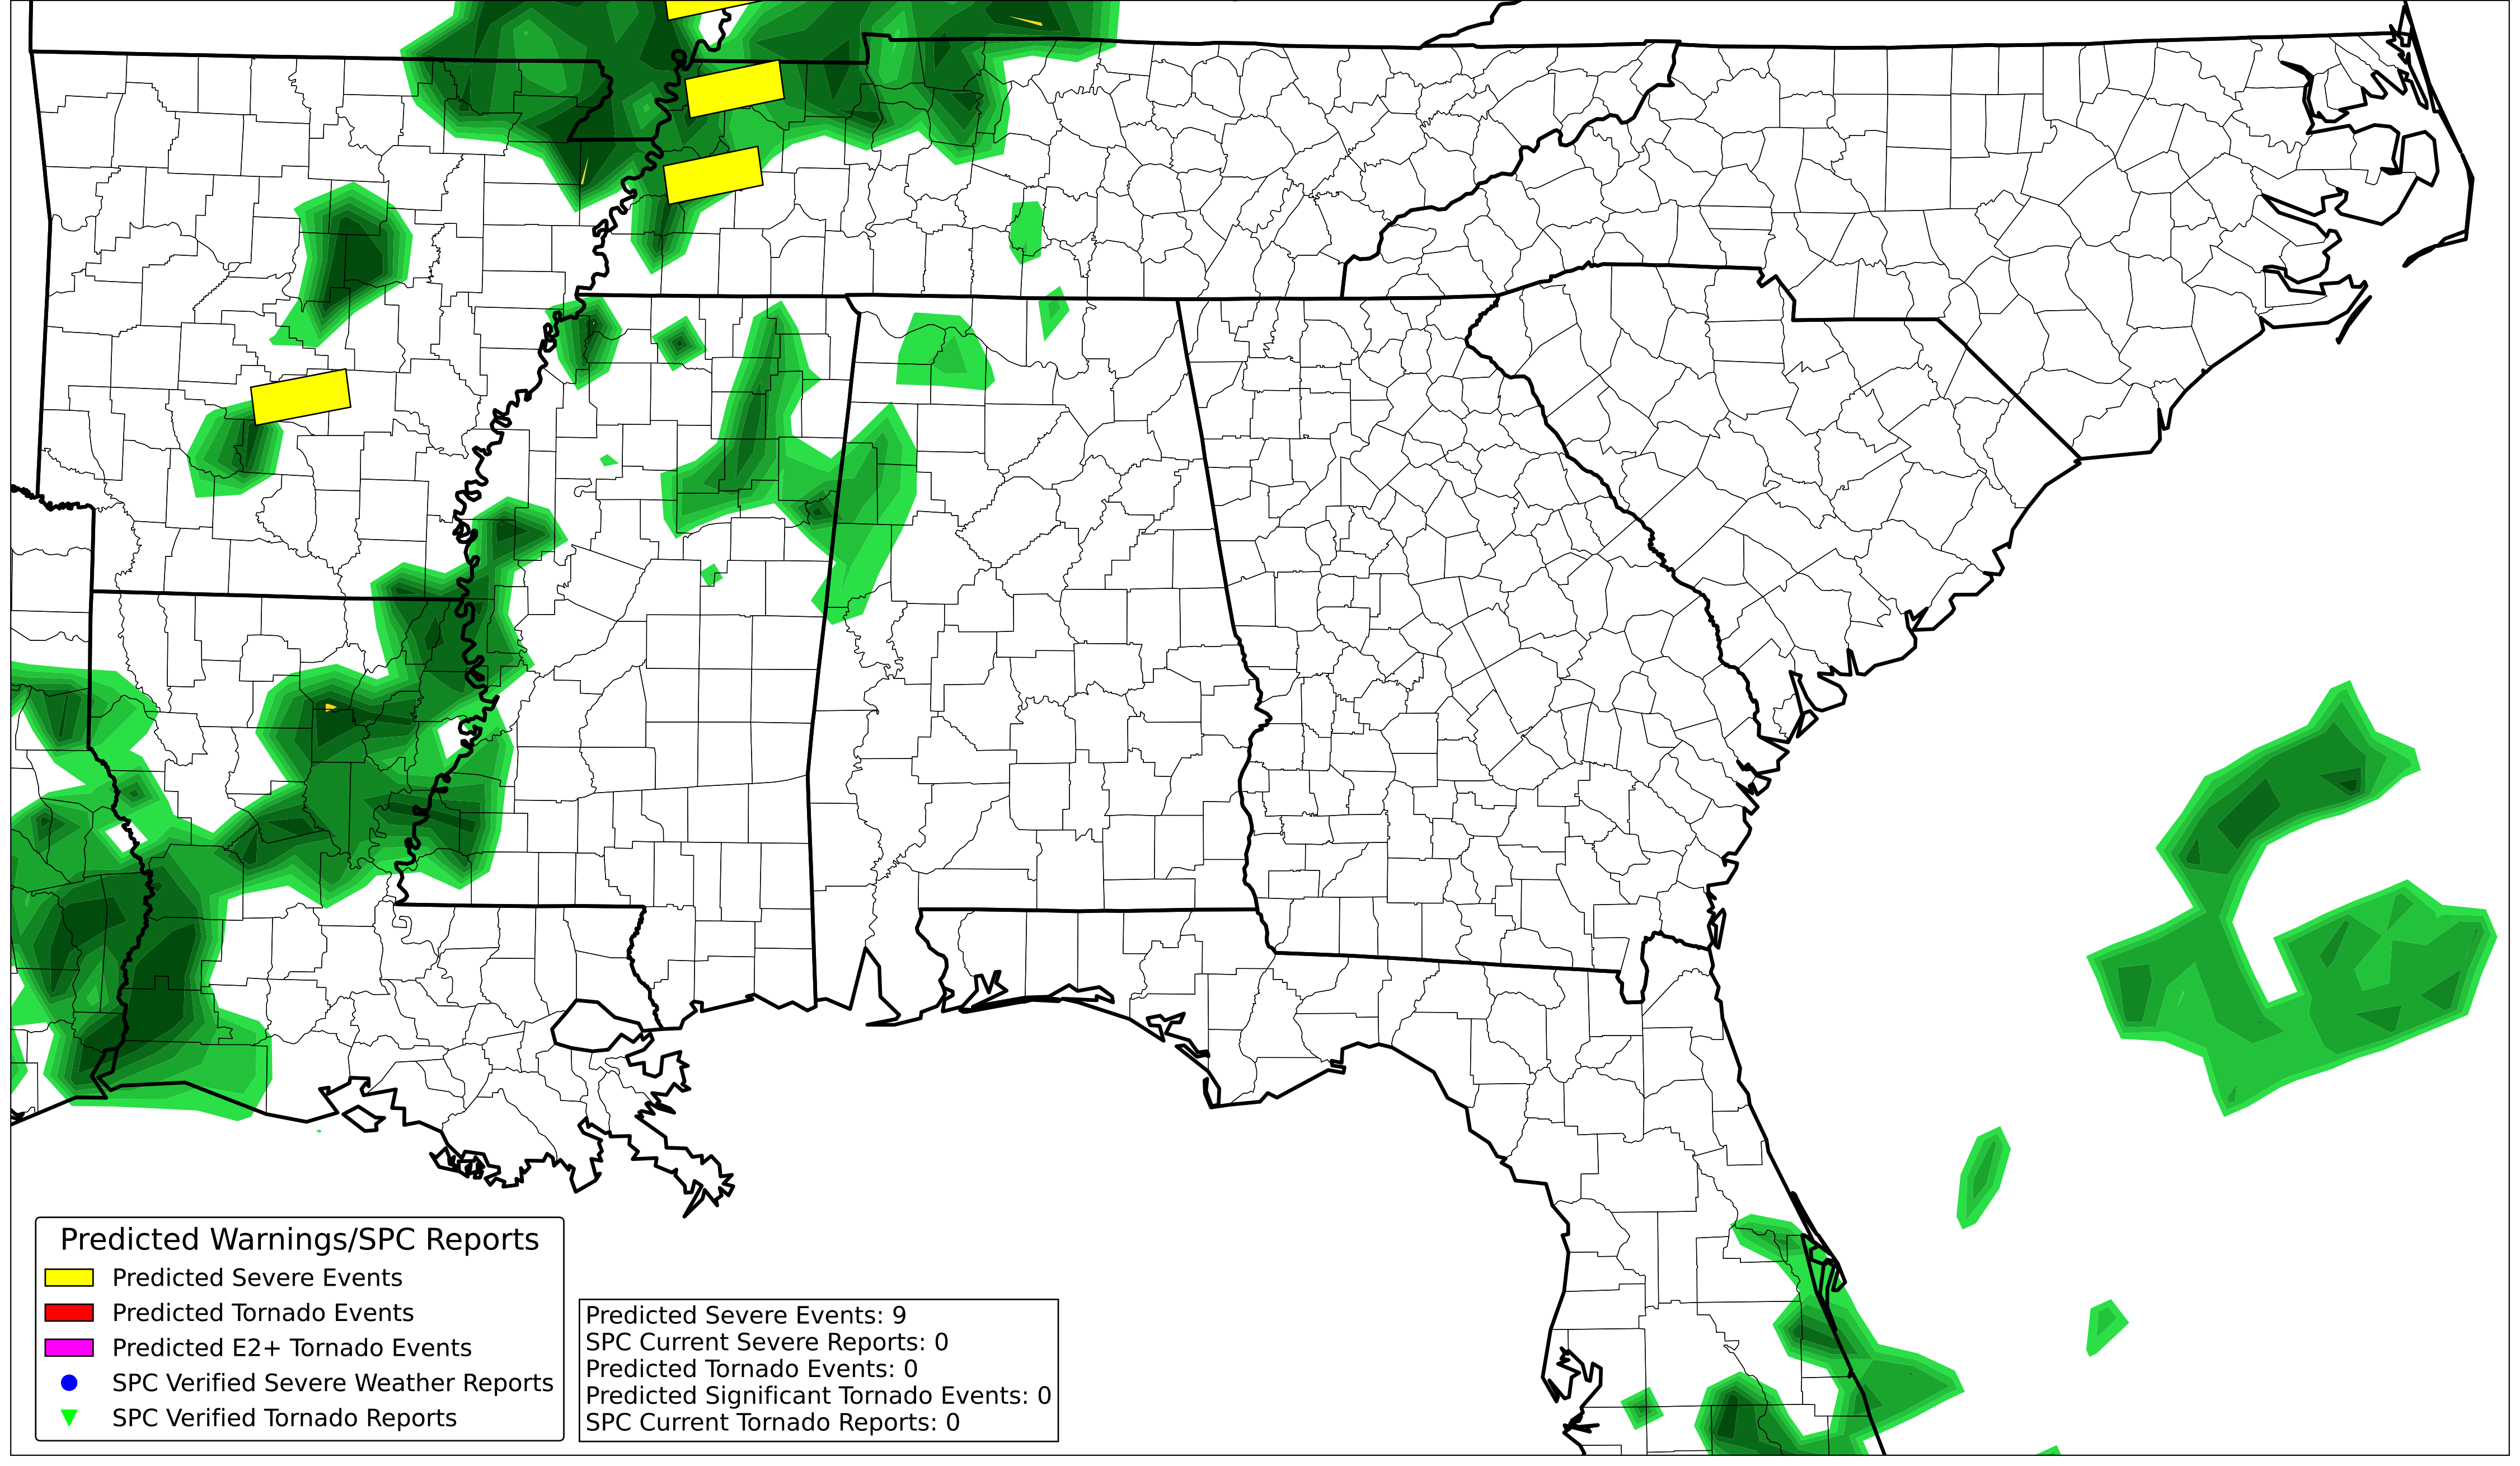 Predicted Warnings/SPC Reports
Predicted Severe Events
Predicted Tornado Events
Predicted E2+ Tornado Events
SPC Verified Severe Weather Reports
SPC Verified Tornado Reports
Predicted Severe Events: 9
SPC Current Severe Reports: 0
Predicted Tornado Events: 0
Predicted Significant Tornado Events: 0
SPC Current Tornado Reports: 0